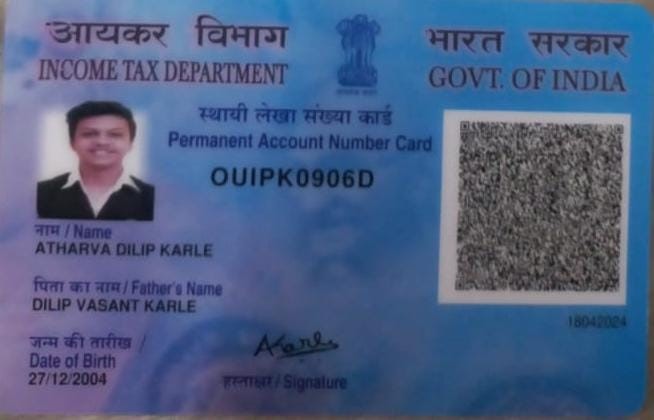 आयकर विभाग
INCOME TAX DEPARTMENT
भारत सरकार
GOVT. OF INDIA
स्थायी लेखा संख्या कार्ड
Permanent Account Number Card
OUIPK0906D
नाम / Name
ATHARVA DILIP KARLE
पिता का नाम / Father's Name
DILIP VASANT KARLE
जन्म की तारीख /
Date of Birth
27/12/2004
AKarle
हस्ताक्षर / Signature
18042024